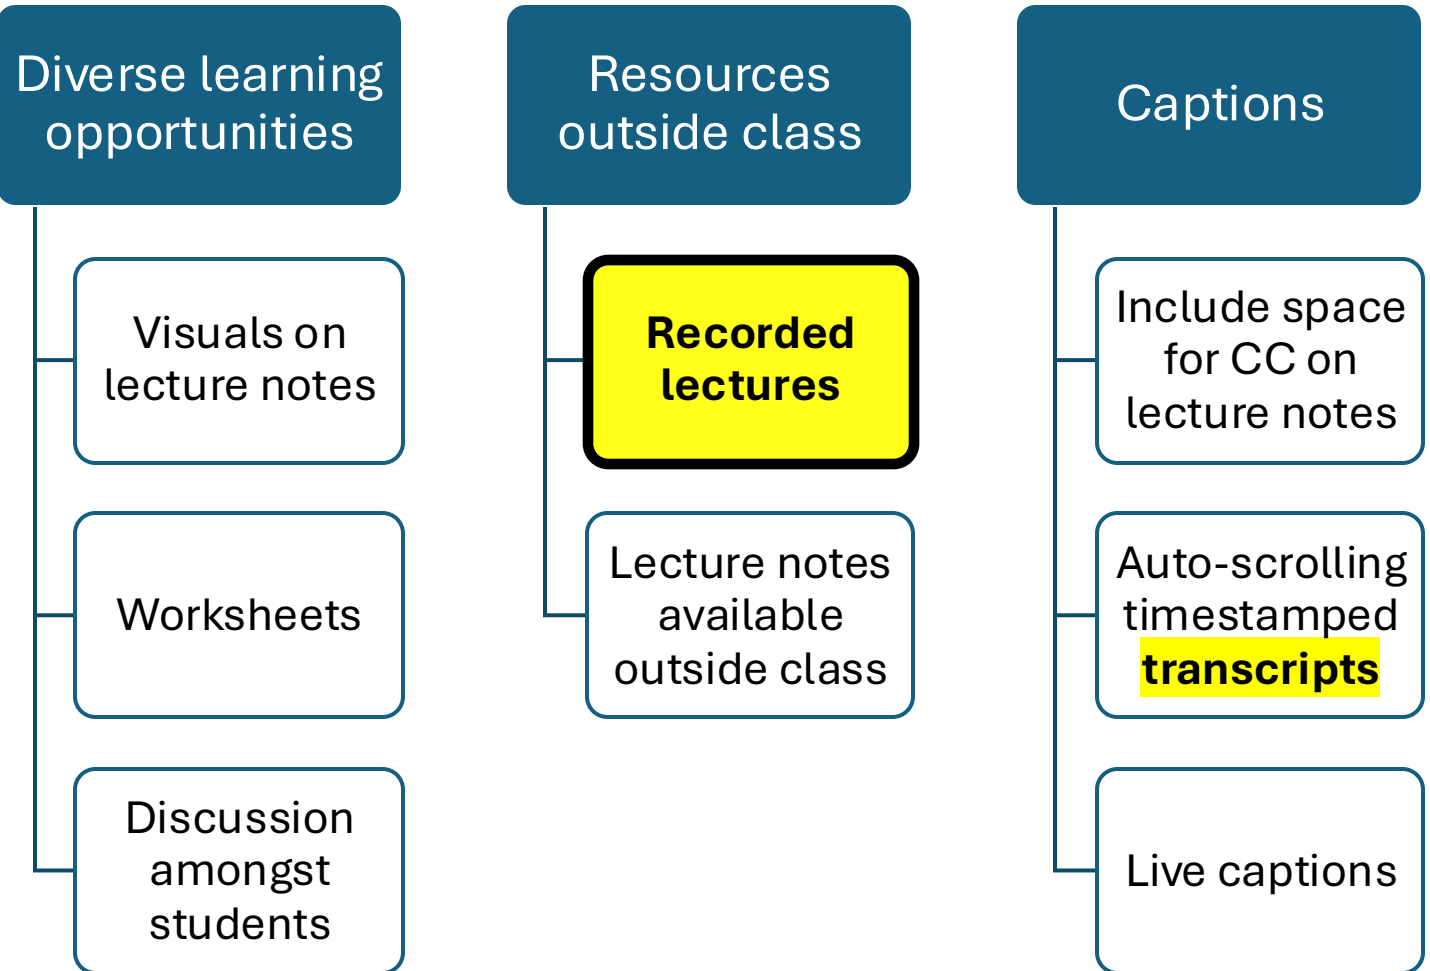 Diverse learning
opportunities
Visuals on
lecture notes
Worksheets
Discussion
amongst
students
Resources
outside class
Recorded
lectures
Lecture notes
available
outside class
Captions
Include space
for CC on
lecture notes
Auto-scrolling
timestamped
transcripts
Live captions